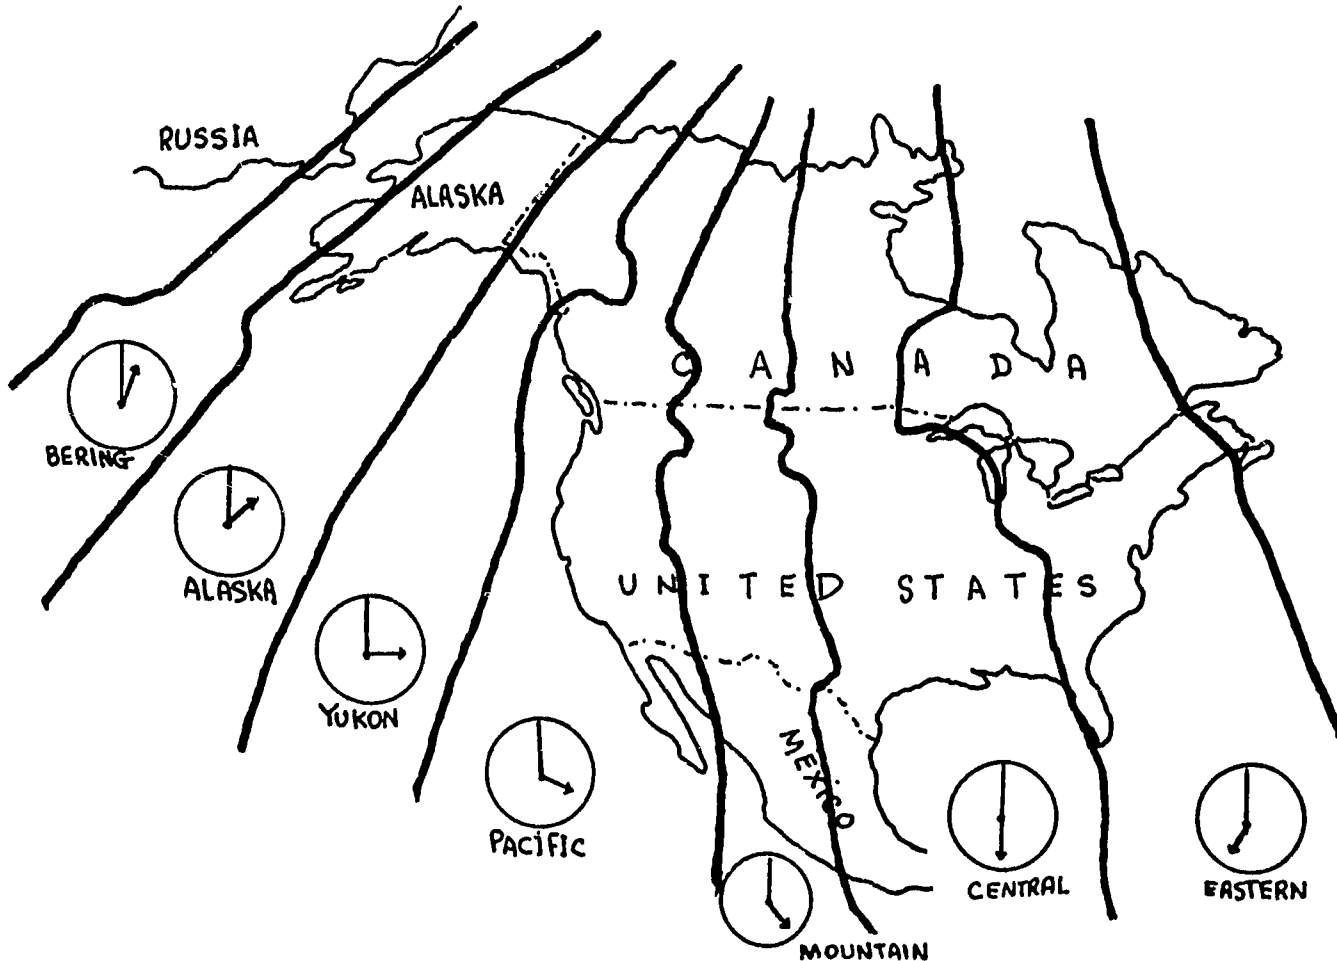 RUSSIA
ALASKA
CANADA
BERING
ALASKA
UNITED STATES
YUKON
MEXICO
PACIFIC
CENTRAL
EASTERN
MOUNTAIN